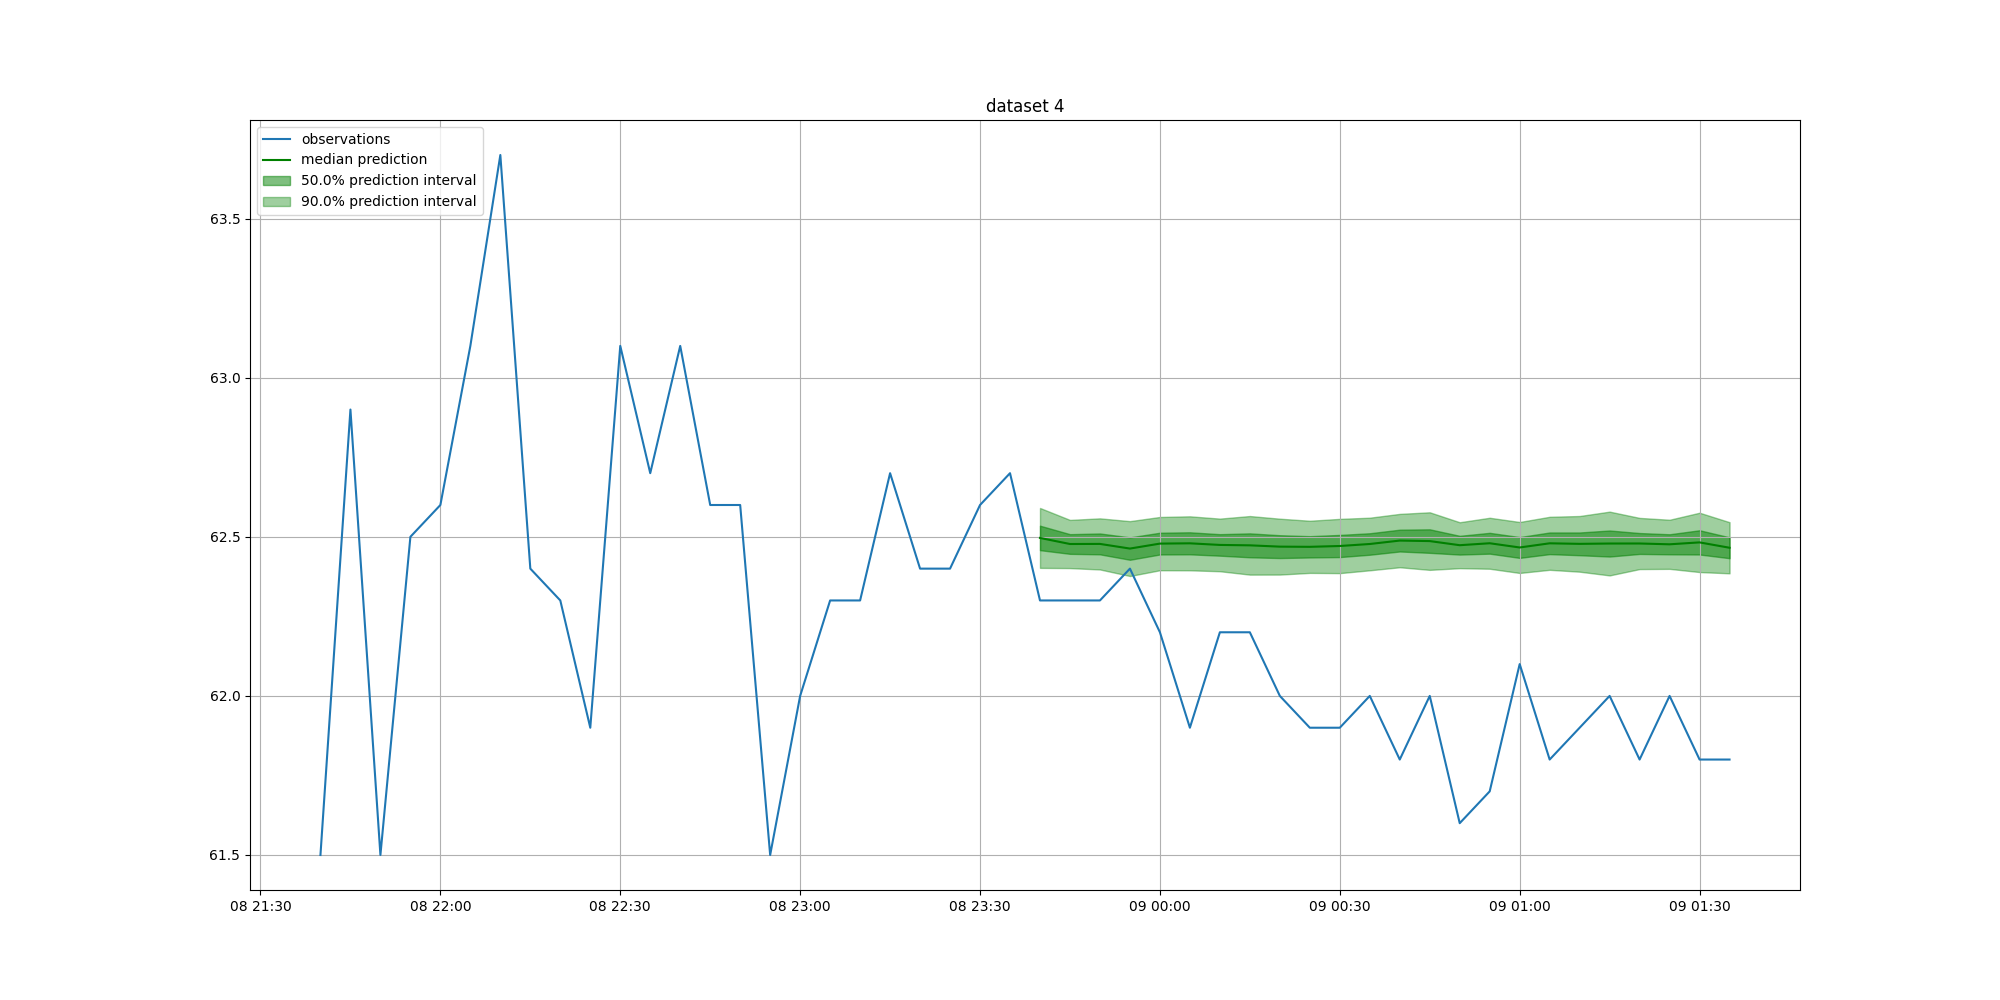 dataset 4
observations
median prediction
50.0% prediction interval
90.0% prediction interval
63.5
63.0
62.5
62.0
61.5
08 21:30 08 22:00 08 22:30 08 23:00 08 23:30 09 00:00 09 00:30 09 01:00 09 01:30